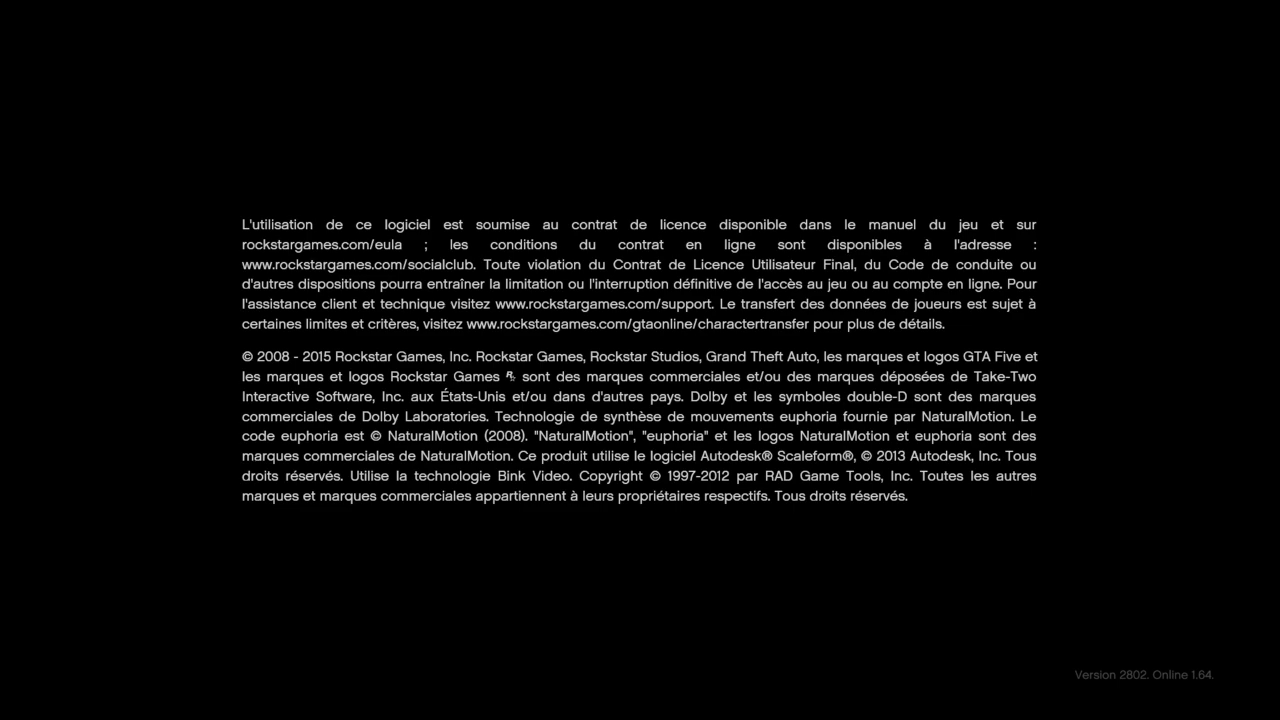 L'utilisation de ce logiciel est soumise au contrat de licence disponible dans le manuel du jeu et sur
rockstargames.com/eula ; les conditions du contrat en ligne sont disponibles à l'adresse :
www.rockstargames.com/socialclub. Toute violation du Contrat de Licence Utilisateur Final, du Code de conduite ou
d'autres dispositions pourra entraîner la limitation ou l'interruption définitive de l'accès au jeu ou au compte en ligne. Pour
l'assistance client et technique visitez www.rockstargames.com/support. Le transfert des données de joueurs est sujet à
certaines limites et critères, visitez www.rockstargames.com/gtaonline/charactertransfer pour plus de détails.
© 2008 - 2015 Rockstar Games, Inc. Rockstar Games, Rockstar Studios, Grand Theft Auto, les marques et logos GTA Five et
les marques et logos Rockstar Games R* sont des marques commerciales et/ou des marques déposées de Take-Two
Interactive Software, Inc. aux États-Unis et/ou dans d'autres pays. Dolby et les symboles double-D sont des marques
commerciales de Dolby Laboratories. Technologie de synthèse de mouvements euphoria fournie par NaturalMotion. Le
code euphoria est © NaturalMotion (2008). "NaturalMotion", "euphoria" et les logos NaturalMotion et euphoria sont des
marques commerciales de NaturalMotion. Ce produit utilise le logiciel Autodesk® Scaleform®, © 2013 Autodesk, Inc. Tous
droits réservés. Utilise la technologie Bink Video. Copyright © 1997-2012 par RAD Game Tools, Inc. Toutes les autres
marques et marques commerciales appartiennent à leurs propriétaires respectifs. Tous droits réservés.
Version 2802. Online 1.64.